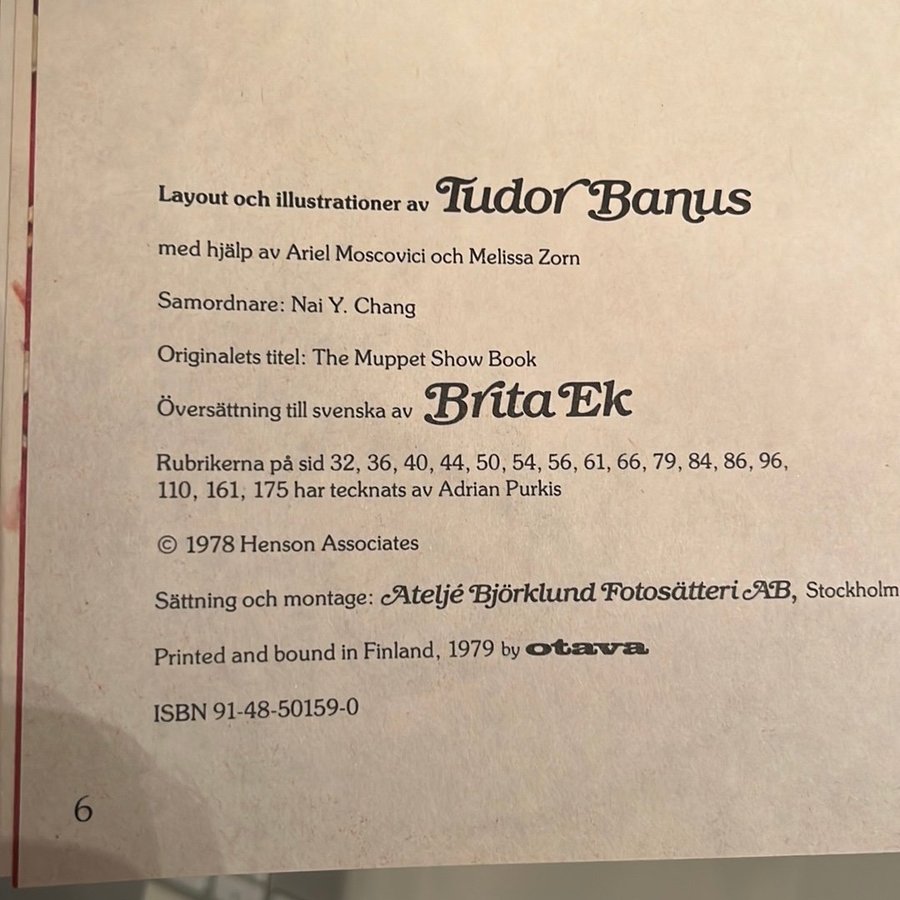 Layout och illustrationer av Tudor Banus
med hjälp av Ariel Moscovici och Melissa Zorn
Samordnare: Nai Y. Chang
Originalets titel: The Muppet Show Book
Översättning till svenska av Brita Ek
Rubrikerna på sid 32, 36, 40, 44, 50, 54, 56, 61, 66, 79, 84, 86, 96,
110, 161, 175 har tecknats av Adrian Purkis
© 1978 Henson Associates
Sättning och montage: Ateljé Björklund Fotosätteri AB, Stockholm
Printed and bound in Finland, 1979 by otava
ISBN 91-48-50159-0
6